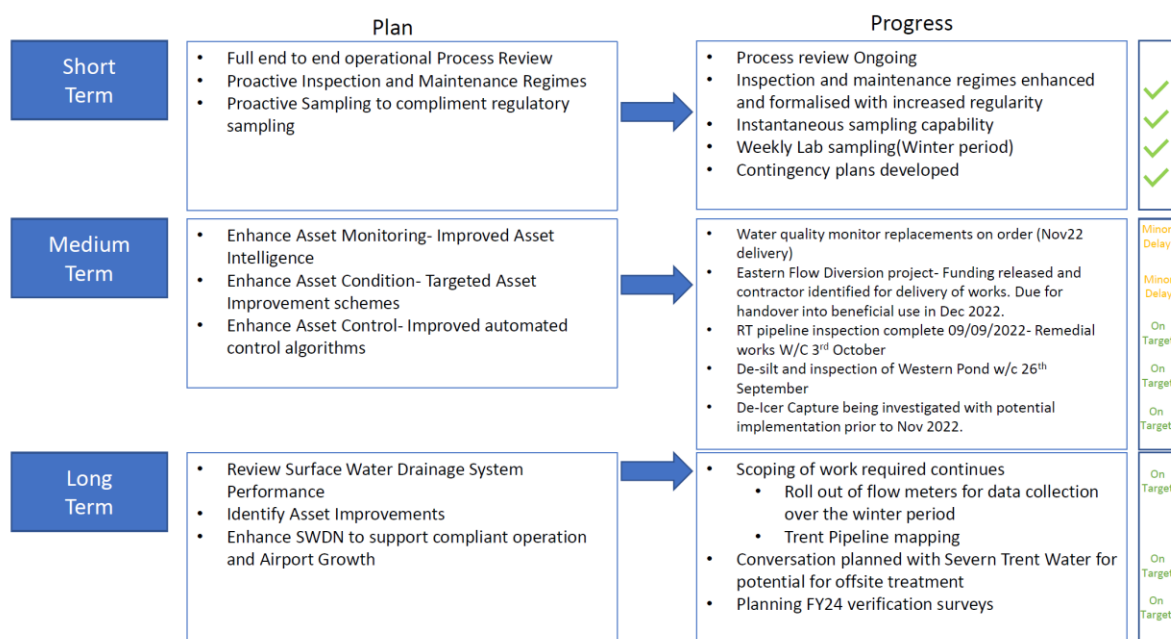 Plan
Progress
Short
Term
• Full end to end operational Process Review
• Proactive Inspection and Maintenance Regimes
• Proactive Sampling to compliment regulatory
sampling
• Process review Ongoing
• Inspection and maintenance regimes enhanced
and formalised with increased regularity
• Instantaneous sampling capability
• Weekly Lab sampling(Winter period)
• Contingency plans developed
Medium
Term
• Enhance Asset Monitoring- Improved Asset
Intelligence
• Enhance Asset Condition- Targeted Asset
Improvement schemes
• Enhance Asset Control- Improved automated
control algorithms
• Water quality monitor replacements on order (Nov22
delivery)
• Eastern Flow Diversion project- Funding released and
contractor identified for delivery of works. Due for
handover into beneficial use in Dec 2022.
• RT pipeline inspection complete 09/09/2022- Remedial
works W/C 3rd October
• De-silt and inspection of Western Pond w/c 26th
September
• De-Icer Capture being investigated with potential
implementation prior to Nov 2022.
Minor
Delay
Minor
Delay
On
Target
On
Target
On
Target
Long
Term
• Review Surface Water Drainage System
Performance
• Identify Asset Improvements
• Enhance SWDN to support compliant operation
and Airport Growth
• Scoping of work required continues
• Roll out of flow meters for data collection
over the winter period
• Trent Pipeline mapping
• Conversation planned with Severn Trent Water for
potential for offsite treatment
• Planning FY24 verification surveys
On
Target
On
Target
On
Target